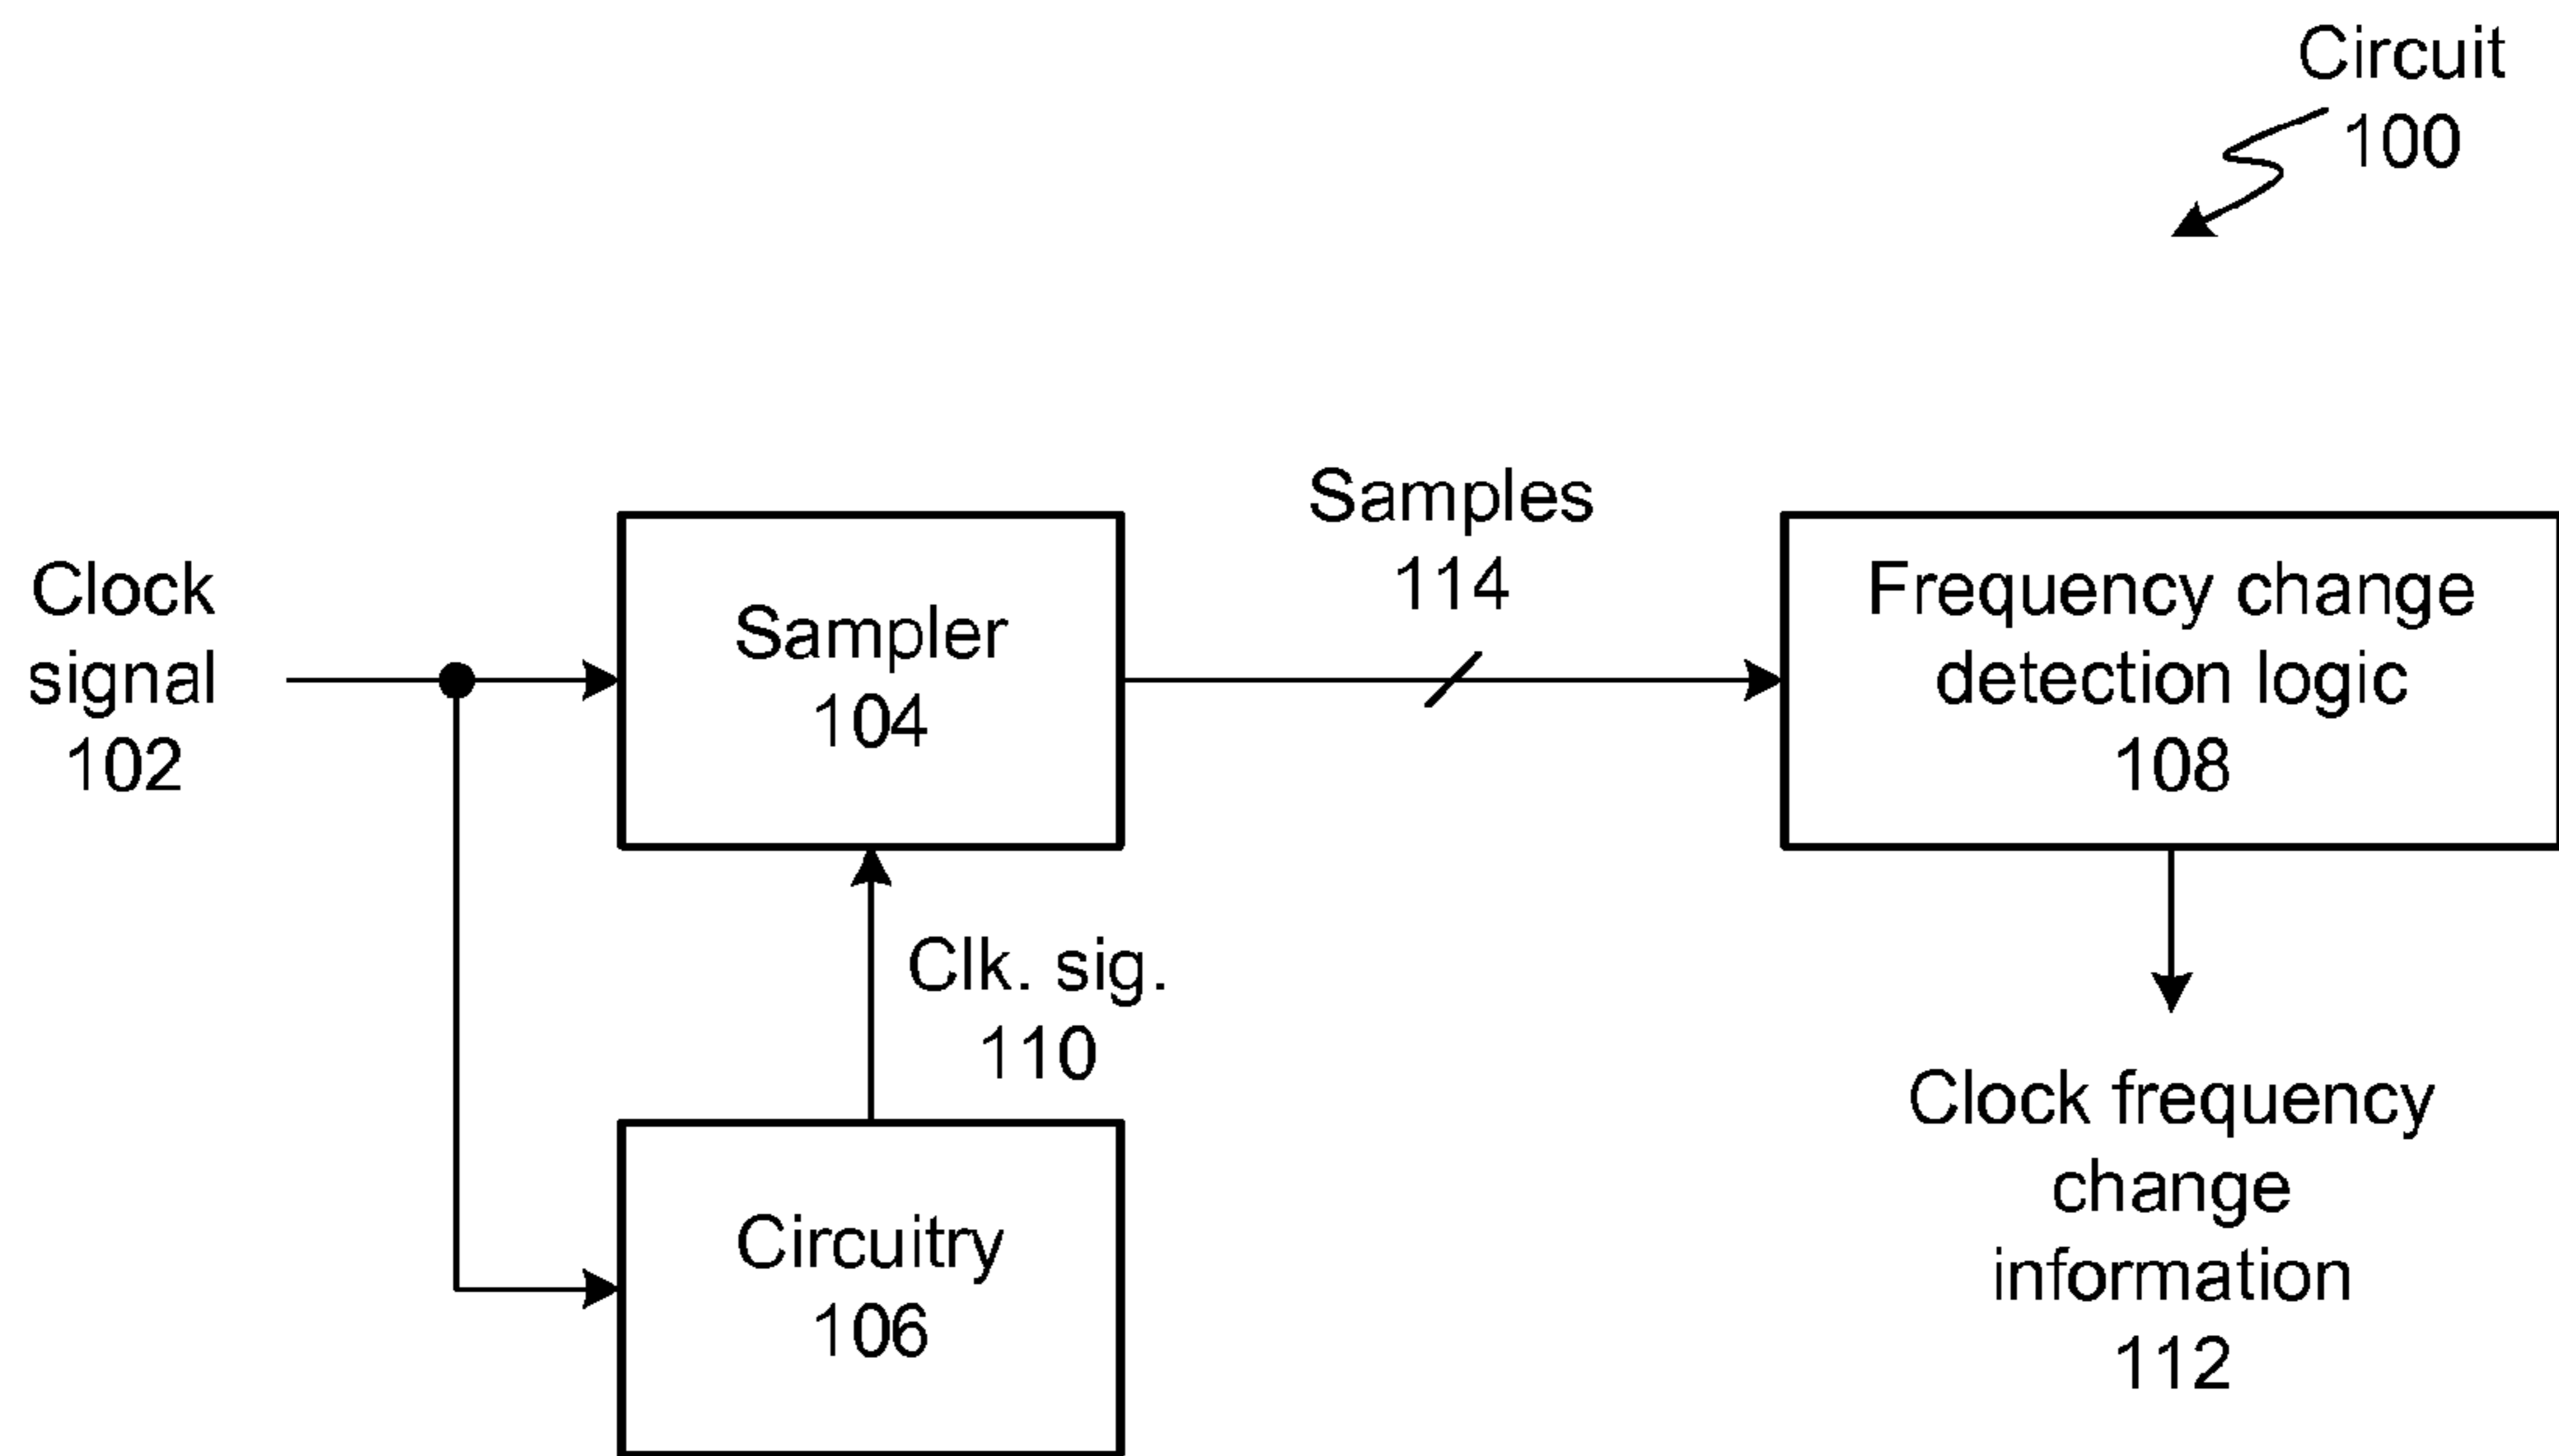 Circuit
100
Clock
signal
102
Sampler
104
Samples
114
Frequency change
detection logic
108
Clk. sig.
110
Circuitry
106
Clock frequency
change
information
112